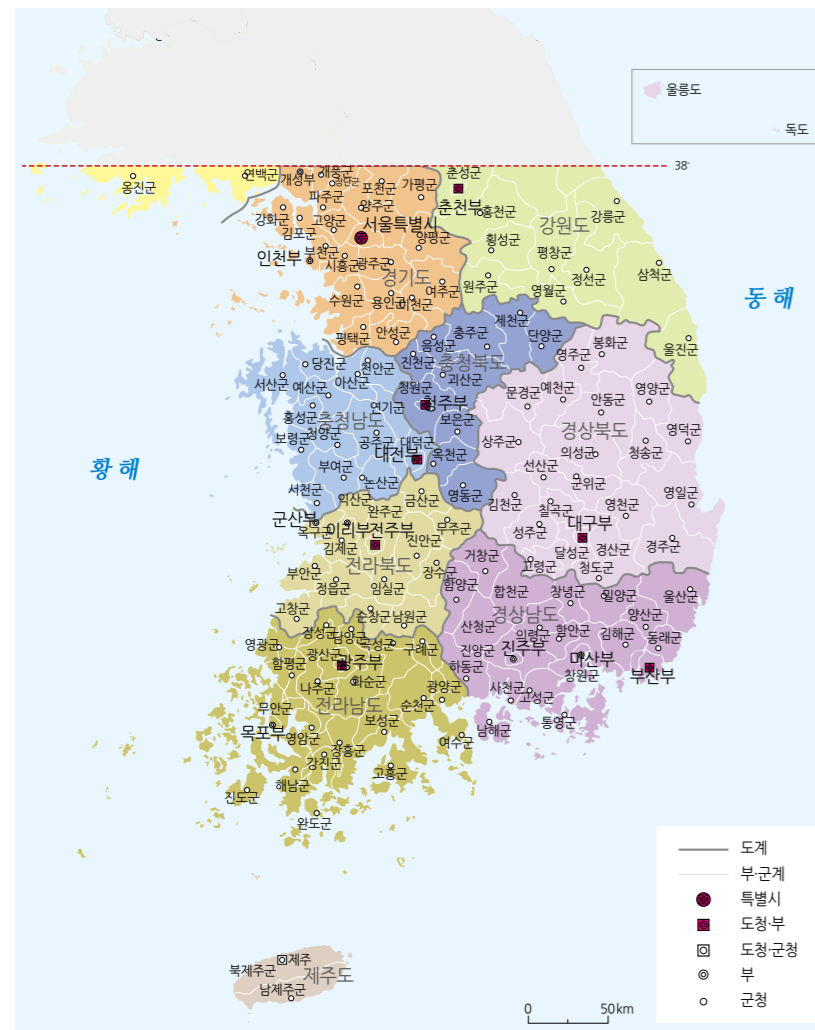 울릉도
독도
38°
옹진군
연백군
개성부
개풍군
장단군
포천군
가평군
춘성군
파주군
양주군
춘천부
홍천군
강화군
고양군
서울특별시
강원도
강릉군
김포군
양평군
횡성군
인천부
부천군
시흥군
광주군
경기도
평창군
정선군
삼척군
동해
수원군
용인군
이천군
여주군
원주군
영월군
평택군
안성군
충주군
제천군
단양군
울진군
음성군
영주군
봉화군
당진군
천안군
진천군
충청북도
서산군
예산군
아산군
청원군
괴산군
문경군
예천군
안동군
영양군
연기군
청주부
홍성군
충청남도
보은군
경상북도
영덕군
보령군
청양군
공주군
대덕군
상주군
의성군
청송군
황해
대전부
옥천군
부여군
선산군
논산군
군위군
서천군
익산군
금산군
영동군
김천군
칠곡군
영천군
영일군
군산부
완주군
옥구군
이리부
전주부
무주군
성주군
대구부
김제군
진안군
거창군
달성군
경산군
경주군
전라북도
고령군
청도군
부안군
장수군
정읍군
임실군
함양군
합천군
창녕군
밀양군
울산군
고창군
순창군
남원군
경상남도
양산군
장성군
담양군
산청군
의령군
함안군
김해군
동래군
영광군
광산군
곡성군
구례군
진양군
진주부
마산부
함평군
광주부
하동군
창원군
부산부
나주군
화순군
광양군
사천군
고성군
무안군
전라남도
순천군
통영군
목포부
보성군
남해군
영암군
여수군
장흥군
강진군
고흥군
해남군
진도군
완도군
도계
부·군계
특별시
도청·부
도청·군청
부
군청
제주
북제주군
제주도
남제주군
0 50km